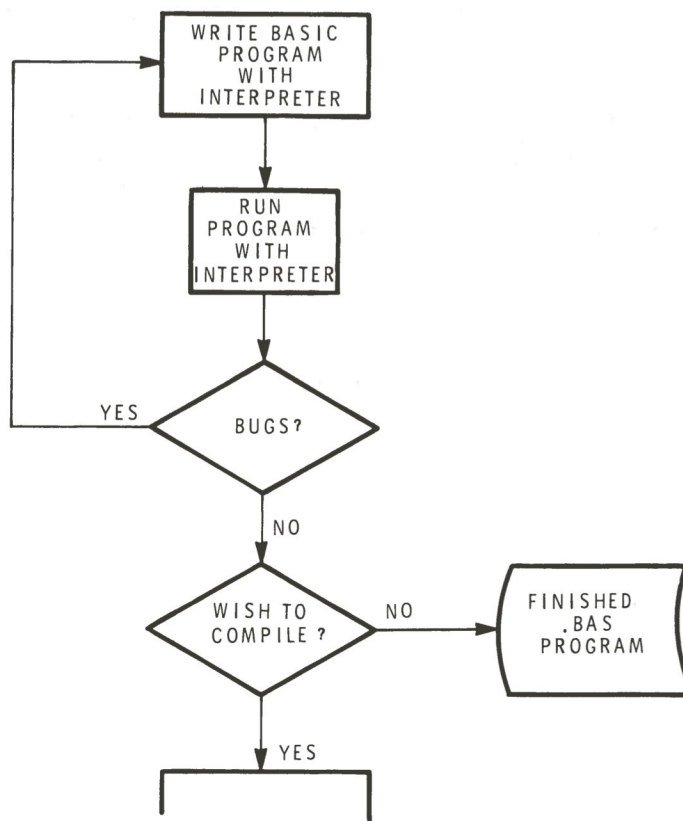 WRITE BASIC
PROGRAM
WITH
INTERPRETER
RUN
PROGRAM
WITH
INTERPRETER
YES
BUGS?
NO
WISH TO
COMPILE?
NO
FINISHED
.BAS
PROGRAM
YES